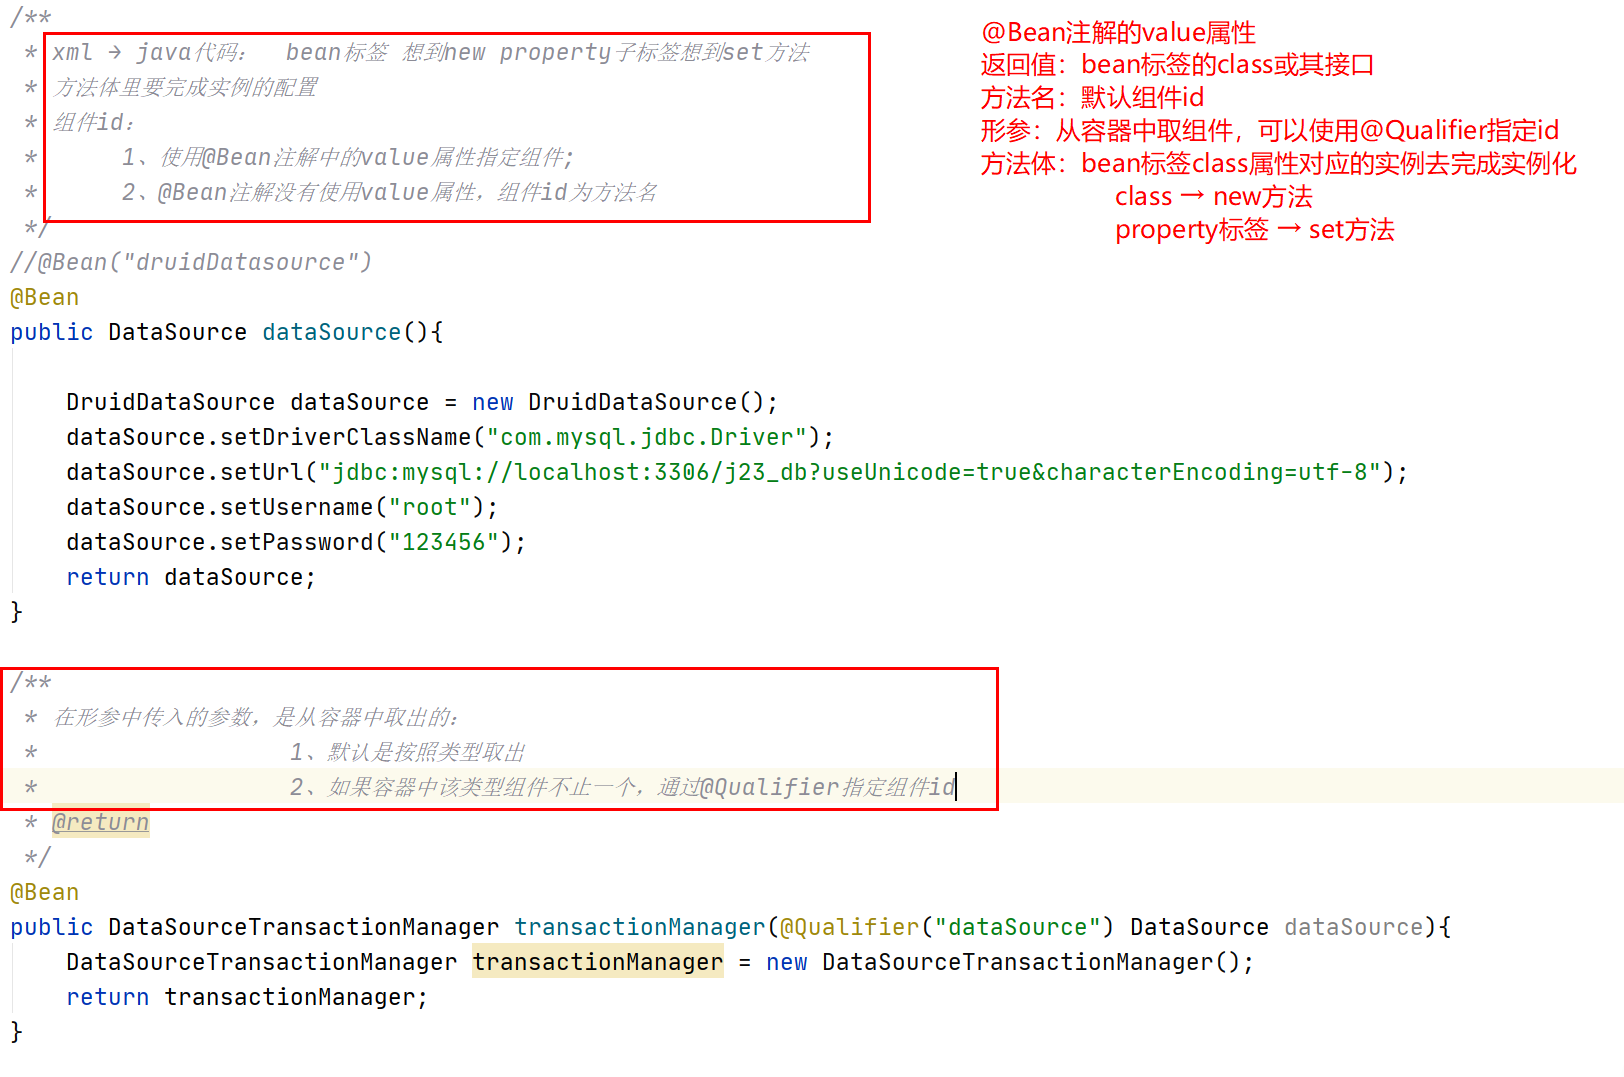 /**
* xml → java代码： bean标签 想到new property子标签想到set方法
* 方法体里要完成实例的配置
* 组件id：
* 1、使用@Bean注解中的value属性指定组件;
* 2、@Bean注解没有使用value属性，组件id为方法名
*/
//@Bean("druidDatasource")
@Bean
public DataSource dataSource(){
DruidDataSource dataSource = new DruidDataSource();
dataSource.setDriverClassName("com.mysql.jdbc.Driver");
dataSource.setUrl("jdbc:mysql://localhost:3306/j23_db?useUnicode=true&characterEncoding=utf-8");
dataSource.setUsername("root");
dataSource.setPassword("123456");
return dataSource;
}
/**
* 在形参中传入的参数，是从容器中取出的：
* 1、默认是按照类型取出
* 2、如果容器中该类型组件不止一个，通过@Qualifier指定组件id
* @return
*/
@Bean
public DataSourceTransactionManager transactionManager(@Qualifier("dataSource") DataSource dataSource){
DataSourceTransactionManager transactionManager = new DataSourceTransactionManager();
return transactionManager;
}
@Bean注解的value属性
返回值：bean标签的class或其接口
方法名：默认组件id
形参：从容器中取组件，可以使用@Qualifier指定id
方法体：bean标签class属性对应的实例去完成实例化
class → new方法
property标签 → set方法